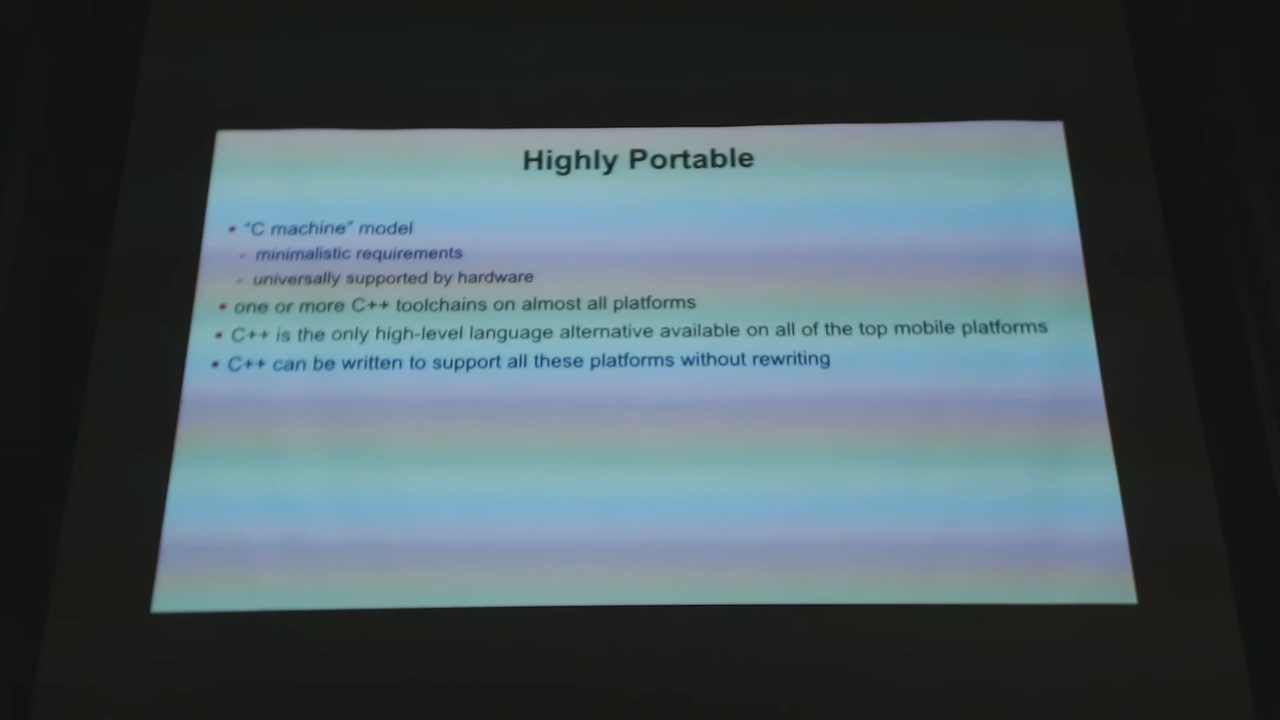 Highly Portable
• "C machine" model
- minimalistic requirements
- universally supported by hardware
• one or more C++ toolchains on almost all platforms
• C++ is the only high-level language alternative available on all of the top mobile platforms
• C++ can be written to support all these platforms without rewriting